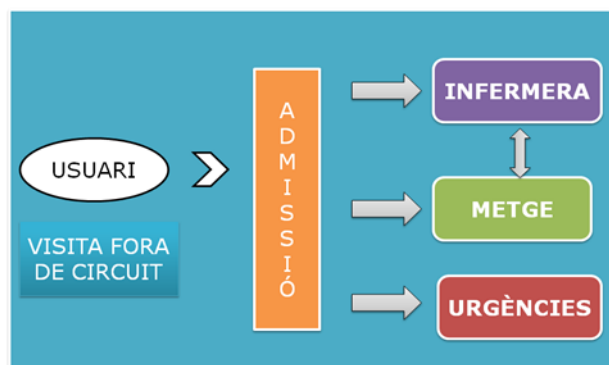 USUARI
VISITA FORA
DE CIRCUIT
ADMISSIÓ
INFERMERA
METGE
URGÈNCIES